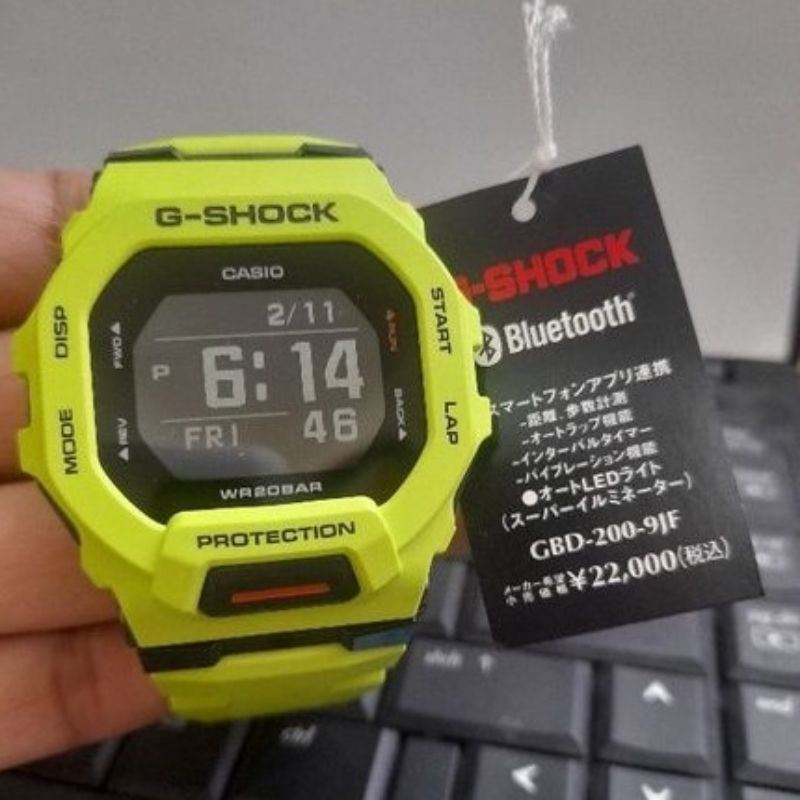 G-SHOCK
CASIO
DISP
FWD▲
MODE
▲REV
2/11
P 6:14
FRI 46
▲RUN
BACK▲
START
LAP
WR20BAR
PROTECTION
G-SHOCK
Bluetooth®
スマートフォンアプリ連携
-距離、歩数計測
-オートラップ機能
-インターバルタイマー
-バイブレーション機能
●オートLEDライト
(スーパーイルミネーター)
GBD-200-9JF
メーカー希望
小売価格 ¥22,000(税込)
shift ↑
end
ctrl